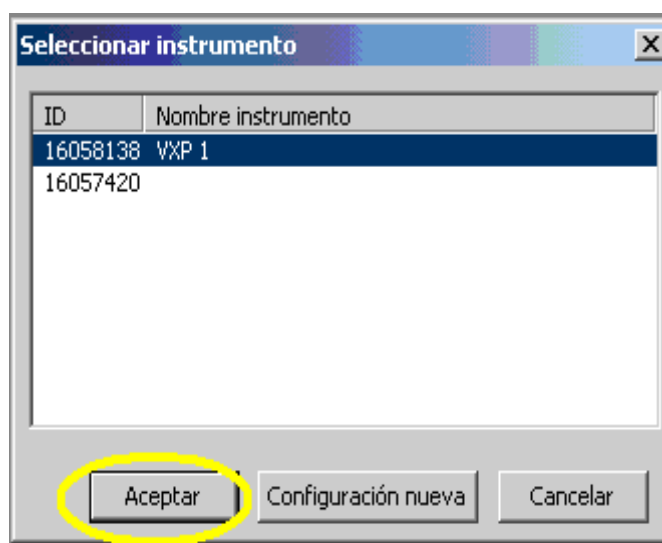 Seleccionar instrumento
ID Nombre instrumento
16058138 VXP 1
16057420
Aceptar Configuración nueva Cancelar